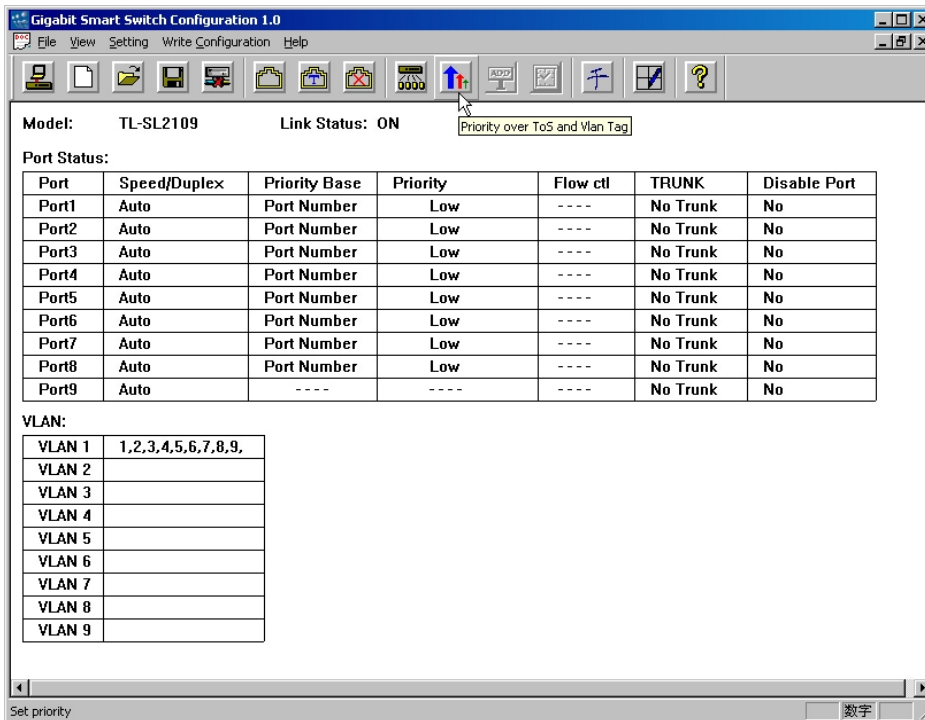 Gigabit Smart Switch Configuration 1.0
File View Setting Write Configuration Help
ADD
千
Model: TL-SL2109 Link Status: ON
Priority over ToS and Vlan Tag
Port Status:
Port Speed/Duplex Priority Base Priority Flow ctl TRUNK Disable Port
Port1 Auto Port Number Low ---- No Trunk No
Port2 Auto Port Number Low ---- No Trunk No
Port3 Auto Port Number Low ---- No Trunk No
Port4 Auto Port Number Low ---- No Trunk No
Port5 Auto Port Number Low ---- No Trunk No
Port6 Auto Port Number Low ---- No Trunk No
Port7 Auto Port Number Low ---- No Trunk No
Port8 Auto Port Number Low ---- No Trunk No
Port9 Auto ---- ---- ---- No Trunk No
VLAN:
VLAN 1 1,2,3,4,5,6,7,8,9,
VLAN 2
VLAN 3
VLAN 4
VLAN 5
VLAN 6
VLAN 7
VLAN 8
VLAN 9
Set priority 数字